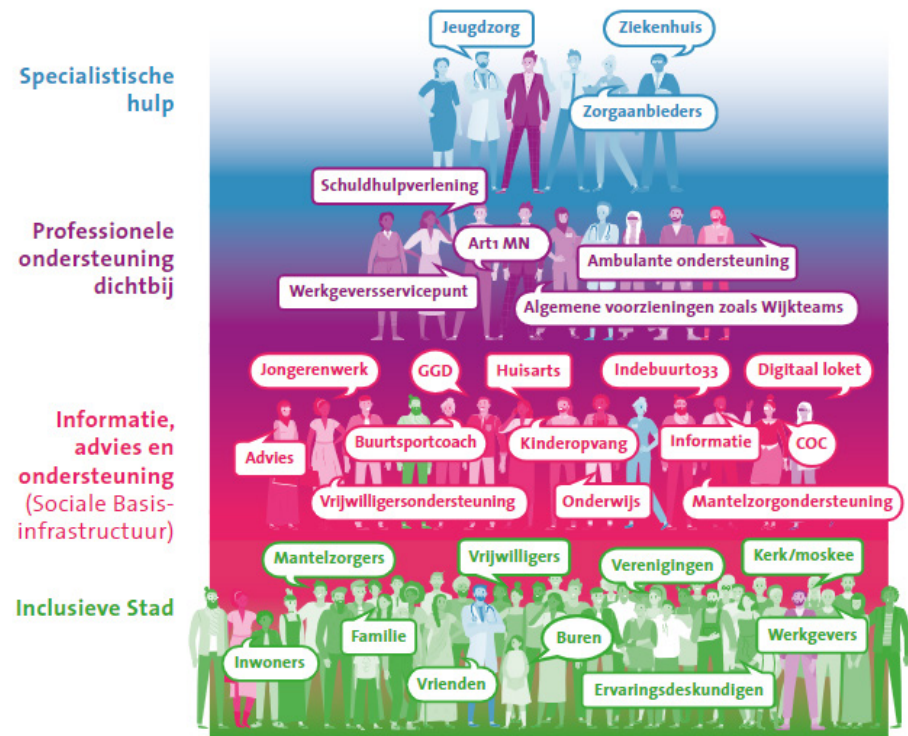 Jeugdzorg
Ziekenhuis
Specialistische
hulp
Zorgaanbieders
Schuldhulpverlening
Professionele
ondersteuning
dichtbij
Art1 MN
Ambulante ondersteuning
Werkgeversservicepunt
Algemene voorzieningen zoals Wijkteams
Jongerenwerk
GGD
Huisarts
Indebuurt033
Digitaal loket
Informatie,
advies en
ondersteuning
(Sociale Basis-
infrastructuur)
Advies
Buurtsportcoach
Kinderopvang
Informatie
COC
Vrijwilligersondersteuning
Onderwijs
Mantelzorgondersteuning
Mantelzorgers
Vrijwilligers
Verenigingen
Kerk/moskee
Inclusieve Stad
Familie
Buren
Werkgevers
Inwoners
Vrienden
Ervaringsdeskundigen